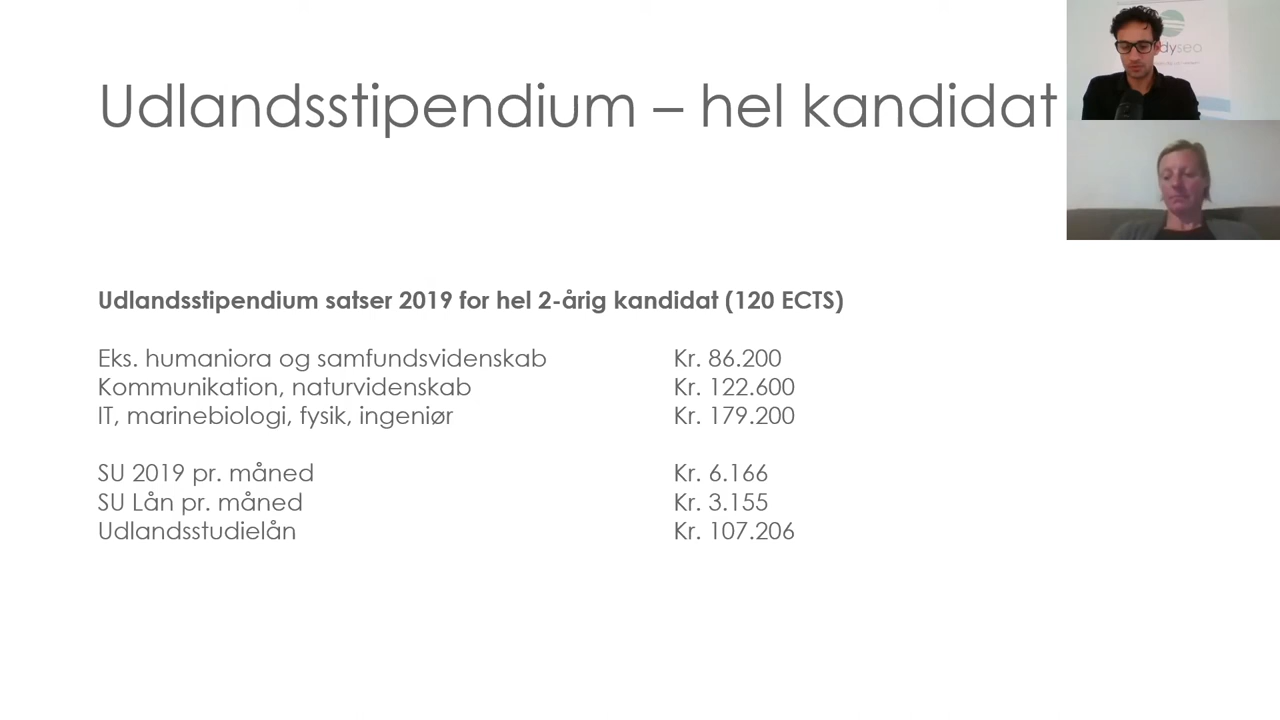 Udlandsstipendium – hel kandidat
dysea
Udlandsstipendium satser 2019 for hel 2-årig kandidat (120 ECTS)
Eks. humaniora og samfundsvidenskab Kr. 86.200
Kommunikation, naturvidenskab Kr. 122.600
IT, marinebiologi, fysik, ingeniør Kr. 179.200
SU 2019 pr. måned Kr. 6.166
SU Lån pr. måned Kr. 3.155
Udlandsstudielån Kr. 107.206